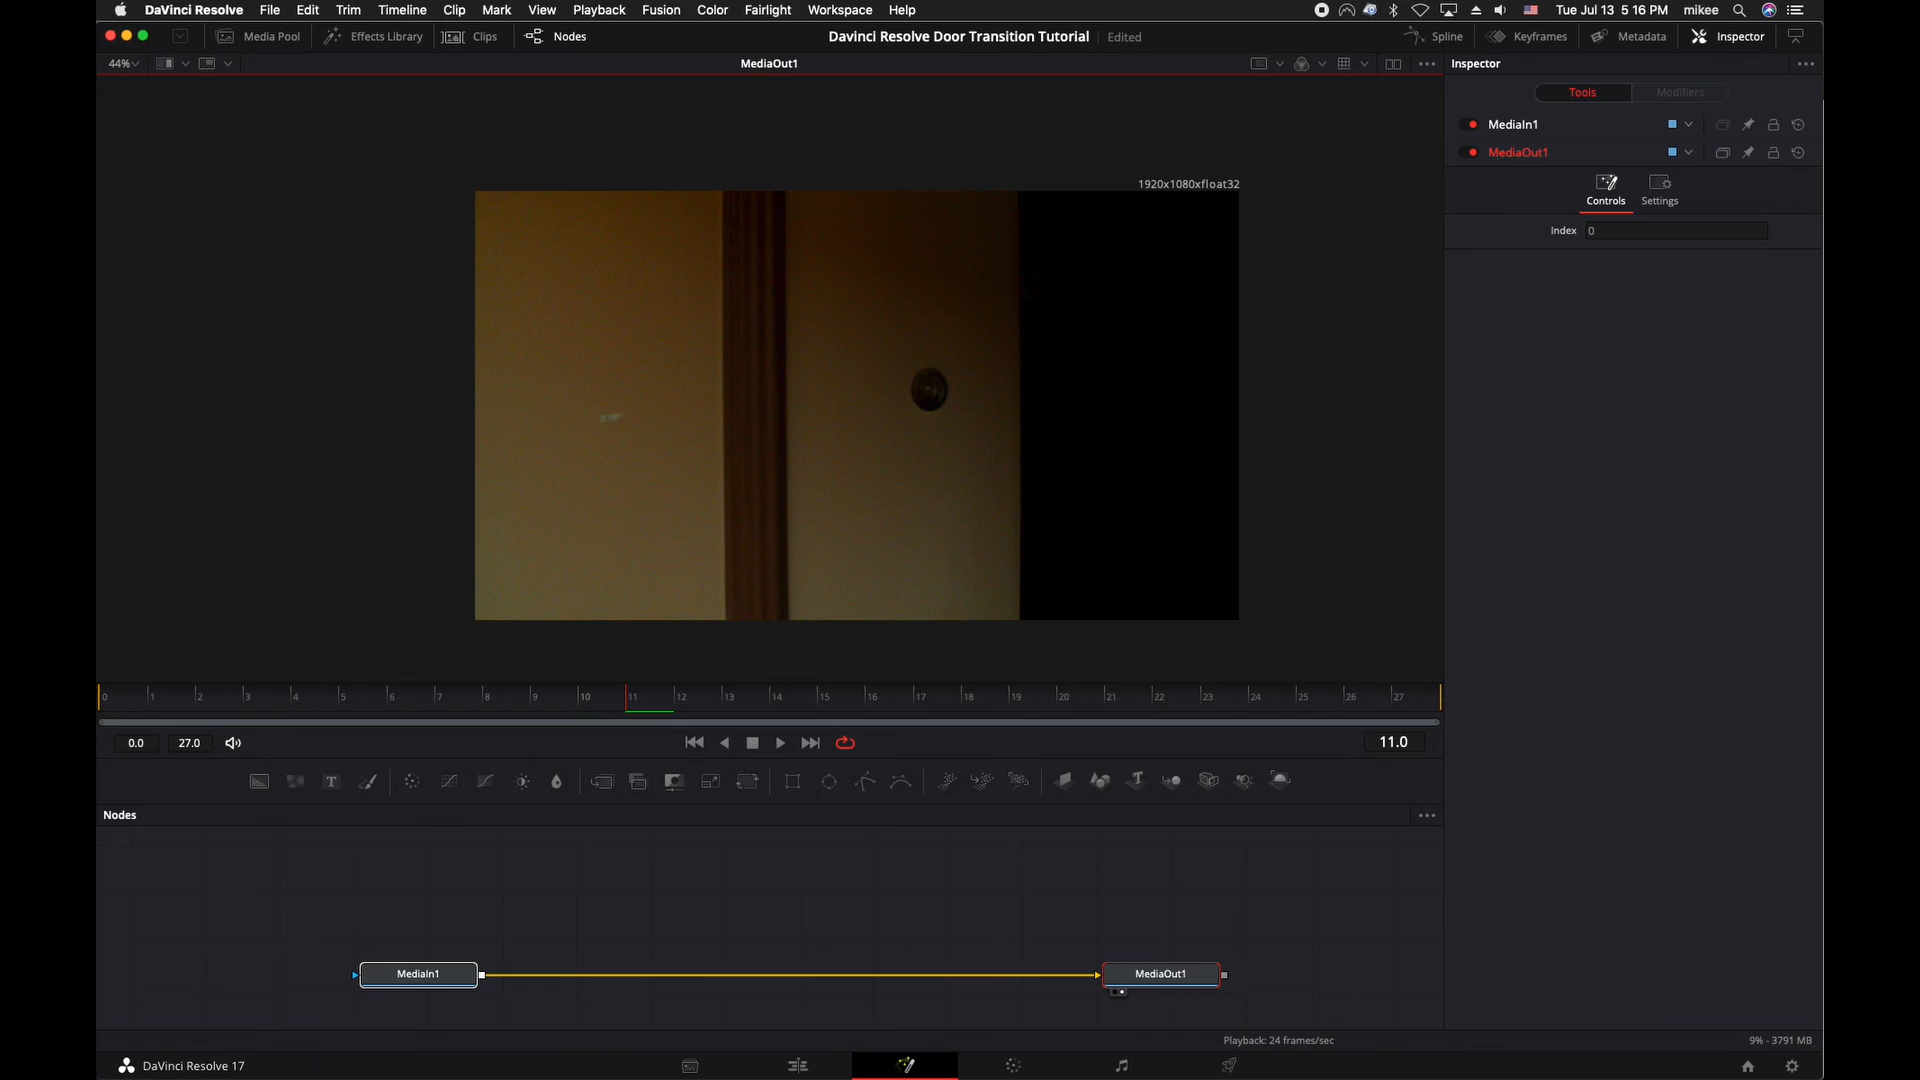 DaVinci Resolve File Edit Trim Timeline Clip Mark View Playback Fusion Color Fairlight Workspace Help Tue Jul 13 5 16 PM mikee
Media Pool Effects Library Clips Nodes Davinci Resolve Door Transition Tutorial Edited Spline Keyframes Metadata Inspector
44% MediaOut1 Inspector
Tools Modifiers
MediaIn1
MediaOut1
1920x1080xfloat32
Controls Settings
Index 0
0 1 2 3 4 5 6 7 8 9 10 11 12 13 14 15 16 17 18 19 20 21 22 23 24 25 26 27
0.0 27.0 11.0
T
Nodes
MediaIn1 MediaOut1
Playback: 24 frames/sec 9% - 3791 MB
DaVinci Resolve 17